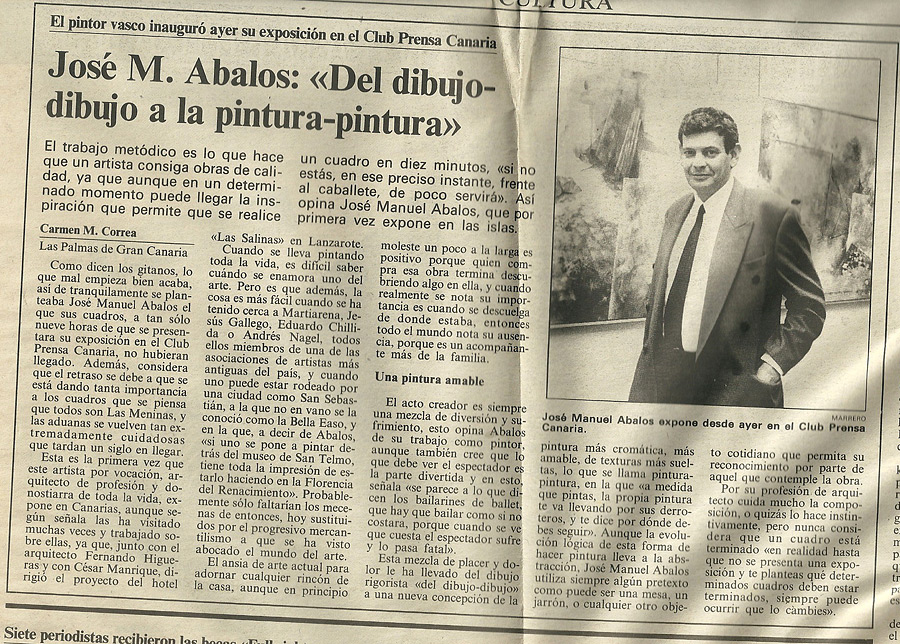 CULTURA
El pintor vasco inauguró ayer su exposición en el Club Prensa Canaria
José M. Abalos: «Del dibujo-
dibujo a la pintura-pintura»
El trabajo metódico es lo que hace
que un artista consiga obras de cali-
dad, ya que aunque en un determi-
nado momento puede llegar la ins-
piración que permite que se realice
un cuadro en diez minutos, «si no
estás, en ese preciso instante, frente
al caballete, de poco servirá». Así
opina José Manuel Abalos, que por
primera vez expone en las islas.
Carmen M. Correa
Las Palmas de Gran Canaria
Como dicen los gitanos, lo
que mal empieza bien acaba,
así de tranquilamente se plan-
teaba José Manuel Abalos el
que sus cuadros, a tan sólo
nueve horas de que se presen-
tara su exposición en el Club
Prensa Canaria, no hubieran
llegado. Además, considera
que el retraso se debe a que se
está dando tanta importancia
a los cuadros que se piensa
que todos son Las Meninas, y
las aduanas se vuelven tan ex-
tremadamente cuidadosas
que tardan un siglo en llegar.
Esta es la primera vez que
este artista por vocación, ar-
quitecto de profesión y do-
nostiarra de toda la vida, ex-
pone en Canarias, aunque se-
gún señala las ha visitado
muchas veces y trabajado so-
bre ellas, ya que, junto con el
arquitecto Fernando Higue-
ras y con César Manrique, di-
rigió el proyecto del hotel
«Las Salinas» en Lanzarote.
Cuando se lleva pintando
toda la vida, es difícil saber
cuándo se enamora uno del
arte. Pero es que además, la
cosa es más fácil cuando se ha
tenido cerca a Martiarena, Je-
sús Gallego, Eduardo Chilli-
da o Andrés Nagel, todos
ellos miembros de una de las
asociaciones de artistas más
antiguas del país, y cuando
uno puede estar rodeado por
una ciudad como San Sebas-
tián, a la que no en vano se la
conoció como la Bella Easo, y
en la que, a decir de Abalos,
«si uno se pone a pintar de-
trás del museo de San Telmo,
tiene toda la impresión de es-
tarlo haciendo en la Florencia
del Renacimiento». Probable-
mente sólo faltarían los mece-
nas de entonces, hoy sustitui-
dos por el progresivo mercan-
tilismo a que se ha visto
abocado el mundo del arte.
El ansia de arte actual para
adornar cualquier rincón de
la casa, aunque en principio
moleste un poco a la larga es
positivo porque quien com-
pra esa obra termina descu-
briendo algo en ella, y cuando
realmente se nota su impor-
tancia es cuando se descuelga
de donde estaba, entonces
todo el mundo nota su ausen-
cia, porque es un acompañan-
te más de la familia.
Una pintura amable
El acto creador es siempre
una mezcla de diversión y su-
frimiento, esto opina Abalos
de su trabajo como pintor,
aunque también cree que lo
que debe ver el espectador es
la parte divertida y en esto,
señala «se parece a lo que di-
cen los bailarines de ballet,
que hay que bailar como si no
costara, porque cuando se ve
que cuesta el espectador sufre
y lo pasa fatal».
Esta mezcla de placer y do-
lor le ha llevado del dibujo
rigorista «del dibujo-dibujo»
a una nueva concepción de la
MARRERO
José Manuel Abalos expone desde ayer en el Club Prensa
Canaria.
pintura más cromática, más
amable, de texturas más suel-
tas, lo que se llama pintura-
pintura, en la que «a medida
que pintas, la propia pintura
te va llevando por sus derro-
teros, y te dice por dónde de-
bes seguir». Aunque la evolu-
ción lógica de esta forma de
hacer pintura lleva a la abs-
tracción, José Manuel Abalos
utiliza siempre algún pretexto
como puede ser una mesa, un
jarrón, o cualquier otro obje-
to cotidiano que permita su
reconocimiento por parte de
aquel que contemple la obra.
Por su profesión de arqui-
tecto cuida mucho la compo-
sición, o quizás lo hace instin-
tivamente, pero nunca consi-
dera que un cuadro está
terminado «en realidad hasta
que no se presenta una expo-
sición y te planteas qué deter-
minados cuadros deben estar
terminados, siempre puede
ocurrir que lo cambies».
Siete periodistas recibieron las becas